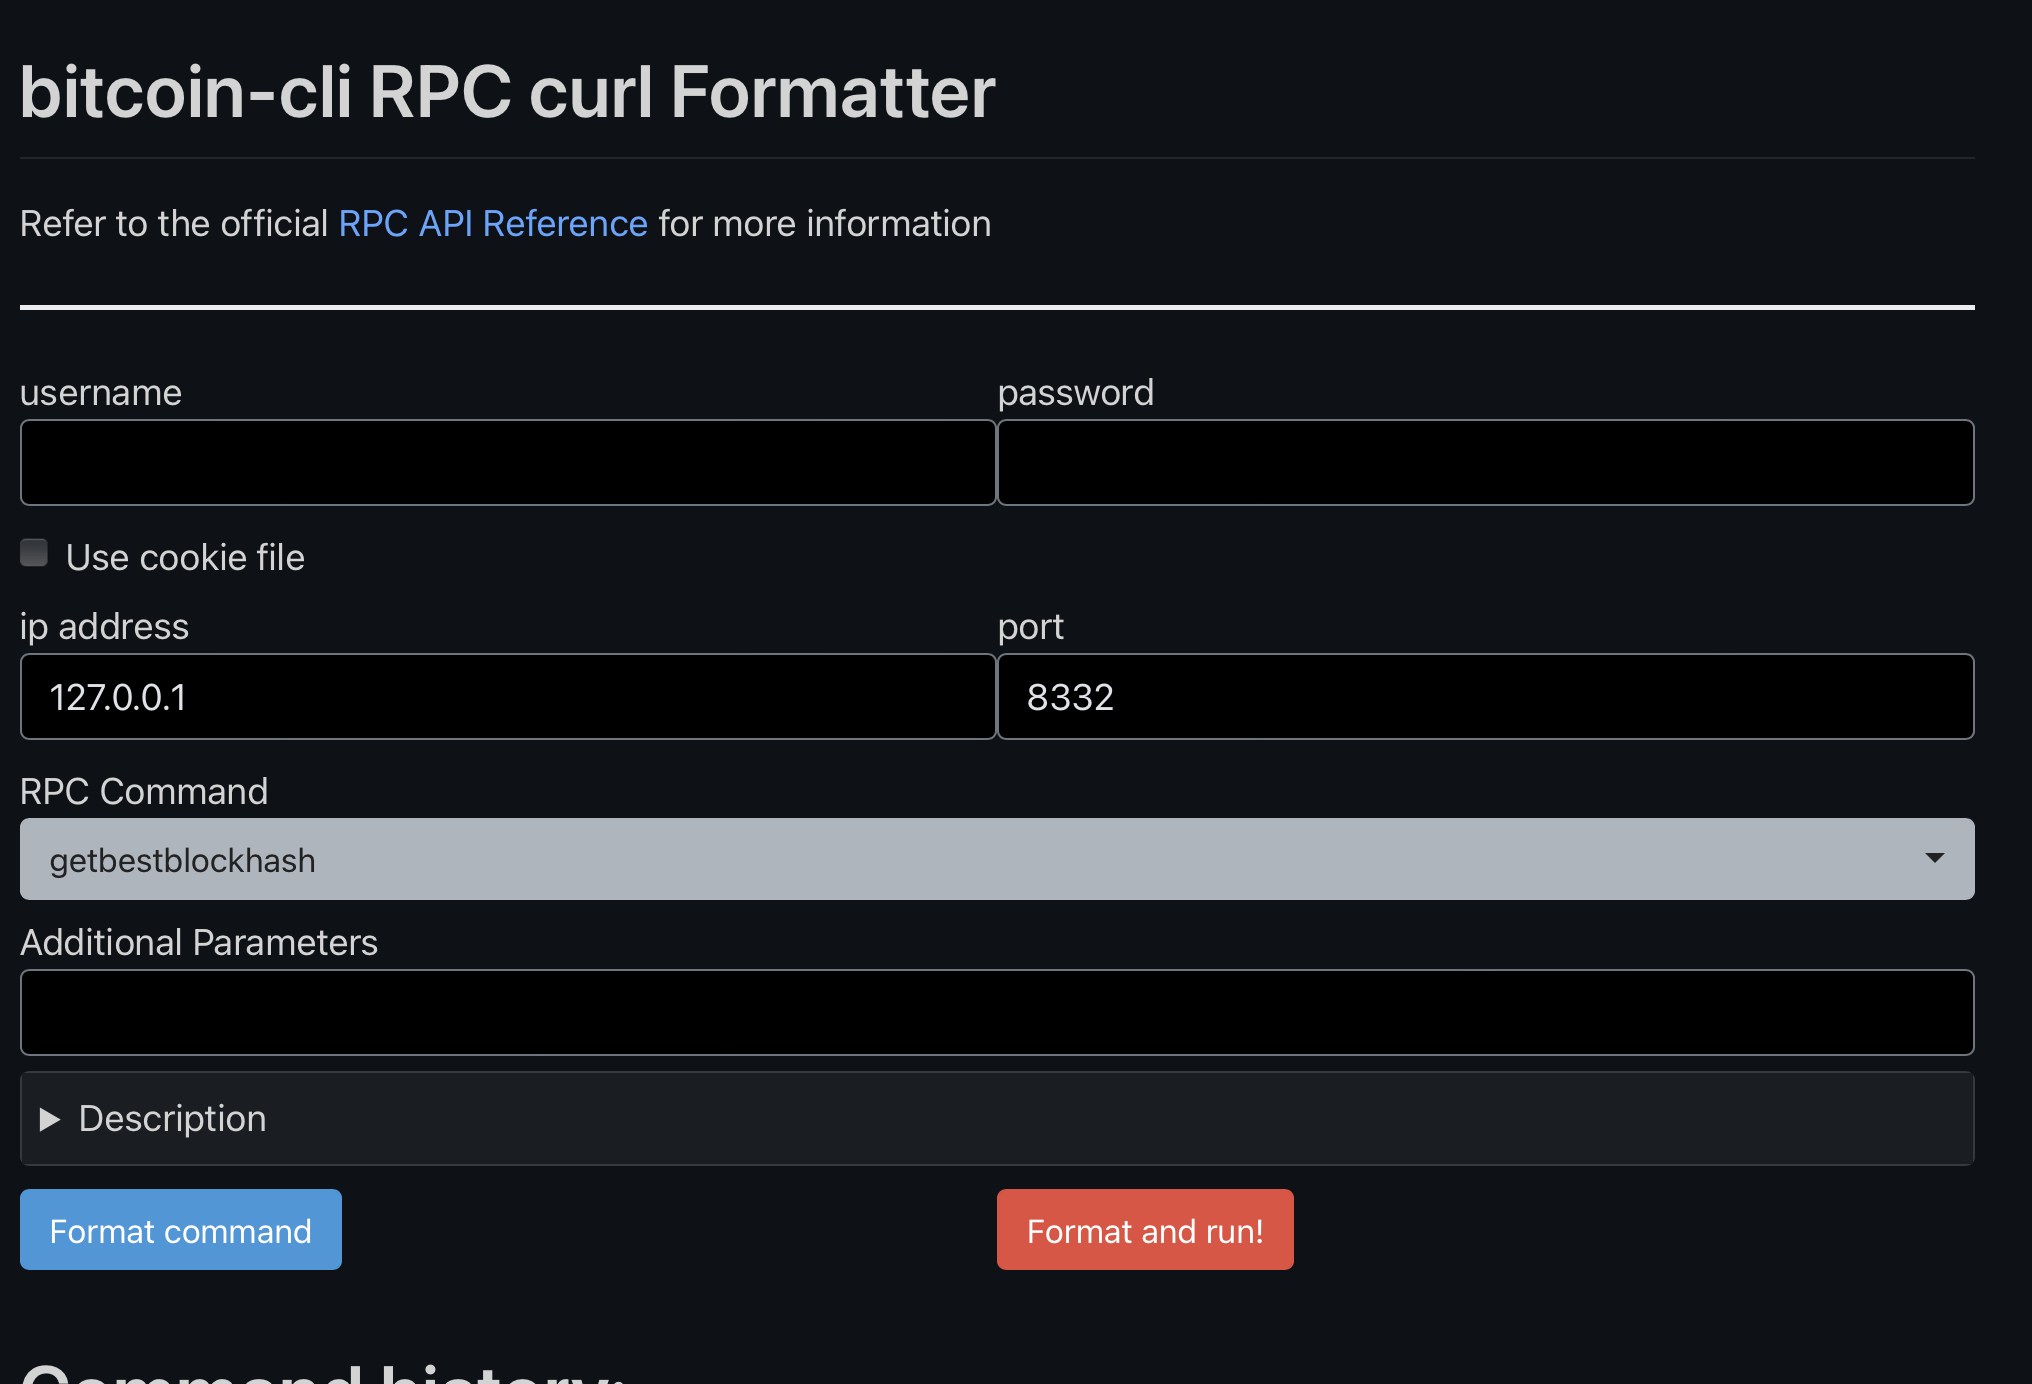 bitcoin-cli RPC curl Formatter
Refer to the official RPC API Reference for more information
username
password
Use cookie file
ip address
port
127.0.0.1
8332
RPC Command
getbestblockhash
Additional Parameters
Description
Format command
Format and run!
Command history: